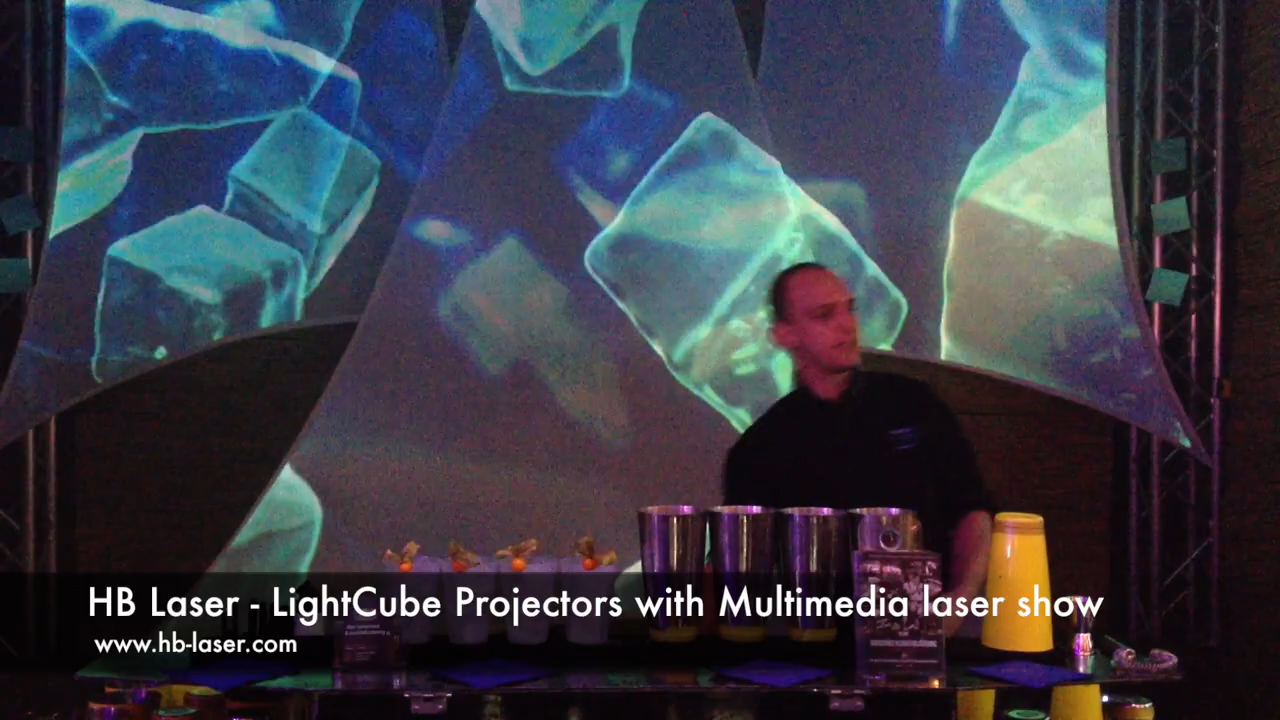 HB Laser - LightCube Projectors with Multimedia laser show
www.hb-laser.com